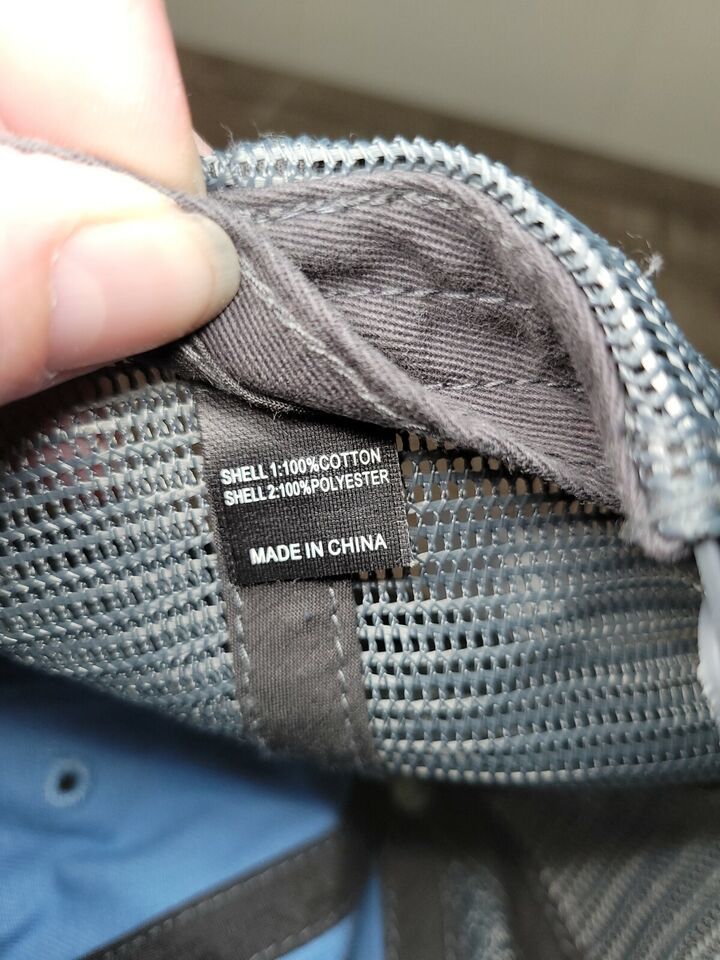 SHELL 1:100%COTTON
SHELL 2:100%POLYESTER
MADE IN CHINA